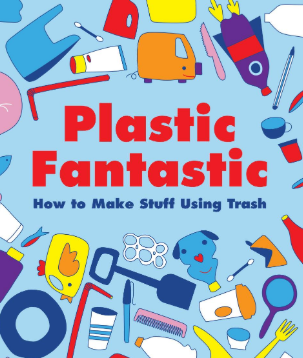 Plastic
Fantastic
How to Make Stuff Using Trash